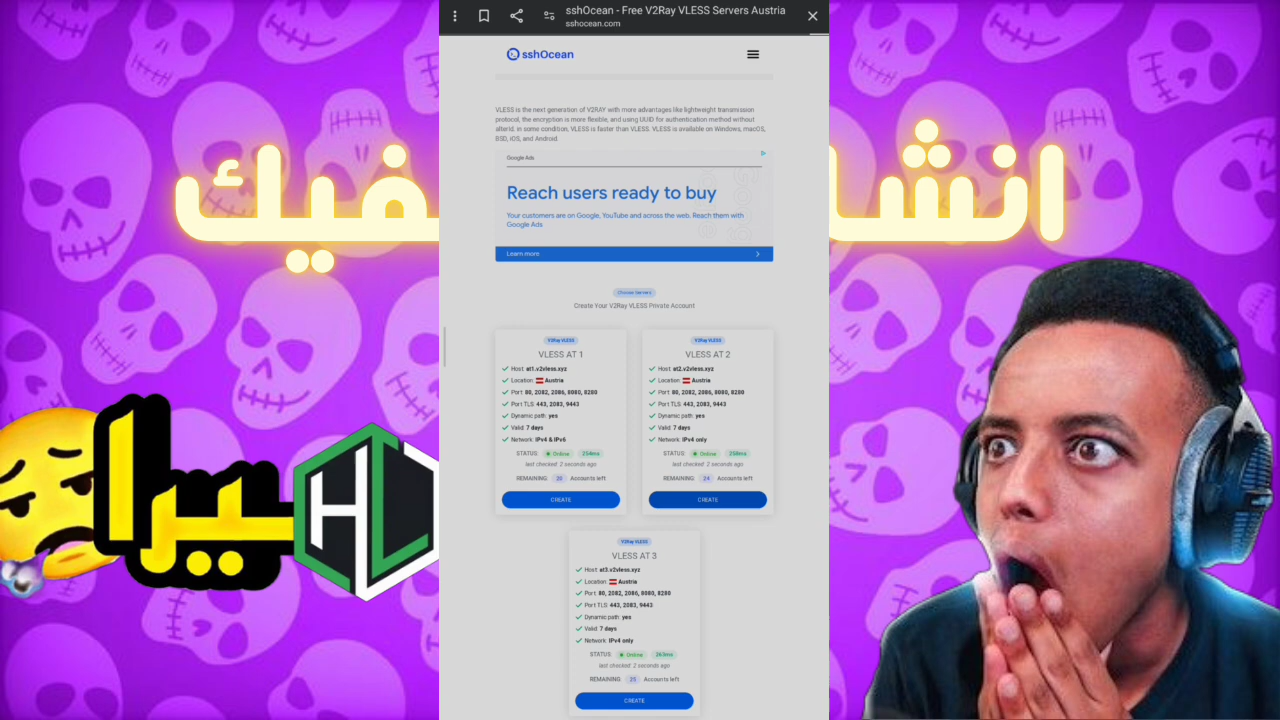 sshOcean - Free V2Ray VLESS Servers Austria
sshocean.com
sshOcean
VLESS is the next generation of V2RAY with more advantages like lightweight transmission
protocol, the encryption is more flexible, and using UUID for authentication method without
alterId. in some condition, VLESS is faster than VLESS. VLESS is available on Windows, macOS,
BSD, iOS, and Android.
Google Ads
Reach users ready to buy
Your customers are on Google, YouTube and across the web. Reach them with
Google Ads
Learn more
Choose Servers
Create Your V2Ray VLESS Private Account
V2Ray VLESS
VLESS AT 1
Host: at1.v2vless.xyz
Location: Austria
Port: 80, 2082, 2086, 8080, 8280
Port TLS: 443, 2083, 9443
Dynamic path: yes
Valid: 7 days
Network: IPv4 & IPv6
STATUS: Online 254ms
last checked: 2 seconds ago
REMAINING: 20 Accounts left
CREATE
V2Ray VLESS
VLESS AT 2
Host: at2.v2vless.xyz
Location: Austria
Port: 80, 2082, 2086, 8080, 8280
Port TLS: 443, 2083, 9443
Dynamic path: yes
Valid: 7 days
Network: IPv4 only
STATUS: Online 258ms
last checked: 2 seconds ago
REMAINING: 24 Accounts left
CREATE
V2Ray VLESS
VLESS AT 3
Host: at3.v2vless.xyz
Location: Austria
Port: 80, 2082, 2086, 8080, 8280
Port TLS: 443, 2083, 9443
Dynamic path: yes
Valid: 7 days
Network: IPv4 only
STATUS: Online 263ms
last checked: 2 seconds ago
REMAINING: 25 Accounts left
CREATE
انشا
فيك
سيرا
HC